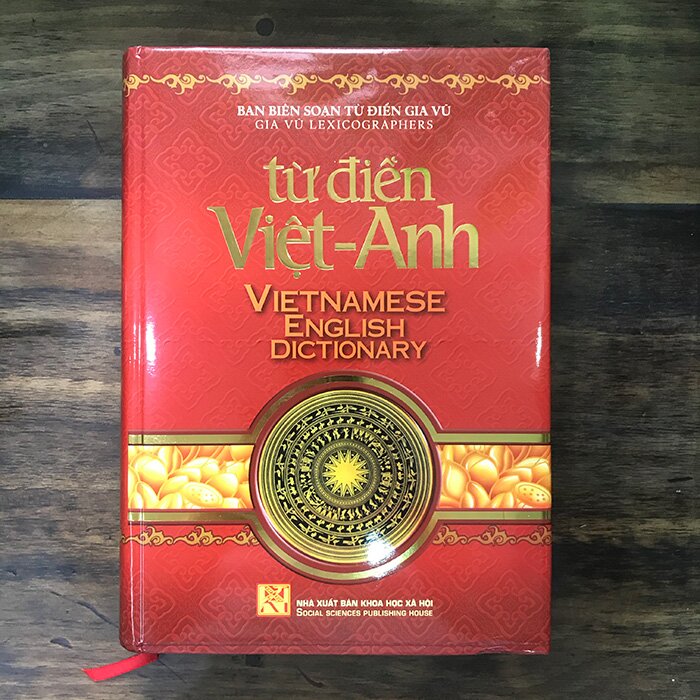 BAN BIÊN SOẠN TỪ ĐIỂN GIA VŨ
GIA VŨ LEXICOGRAPHERS
từ điển
Việt-Anh
VIETNAMESE
ENGLISH
DICTIONARY
NHÀ XUẤT BẢN KHOA HỌC XÃ HỘI
SOCIAL SCIENCES PUBLISHING HOUSE